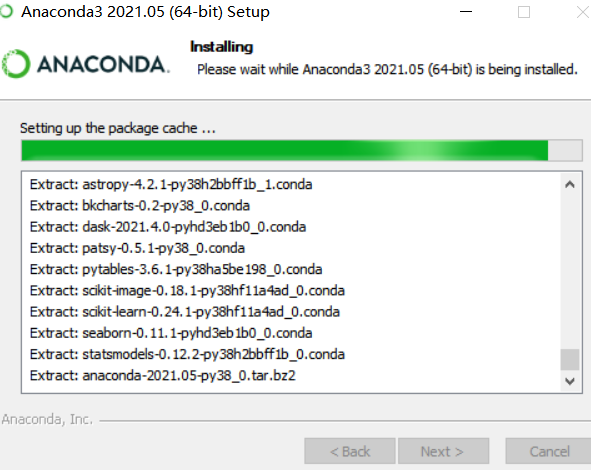 Anaconda3 2021.05 (64-bit) Setup
Installing
Please wait while Anaconda3 2021.05 (64-bit) is being installed.
ANACONDA.
Setting up the package cache ...
Extract: astropy-4.2.1-py38h2bbff1b_1.conda
Extract: bkcharts-0.2-py38_0.conda
Extract: dask-2021.4.0-pyhd3eb1b0_0.conda
Extract: patsy-0.5.1-py38_0.conda
Extract: pytables-3.6.1-py38ha5be198_0.conda
Extract: scikit-image-0.18.1-py38hf11a4ad_0.conda
Extract: scikit-learn-0.24.1-py38hf11a4ad_0.conda
Extract: seaborn-0.11.1-pyhd3eb1b0_0.conda
Extract: statsmodels-0.12.2-py38h2bbff1b_0.conda
Extract: anaconda-2021.05-py38_0.tar.bz2
Anaconda, Inc.
< Back
Next >
Cancel